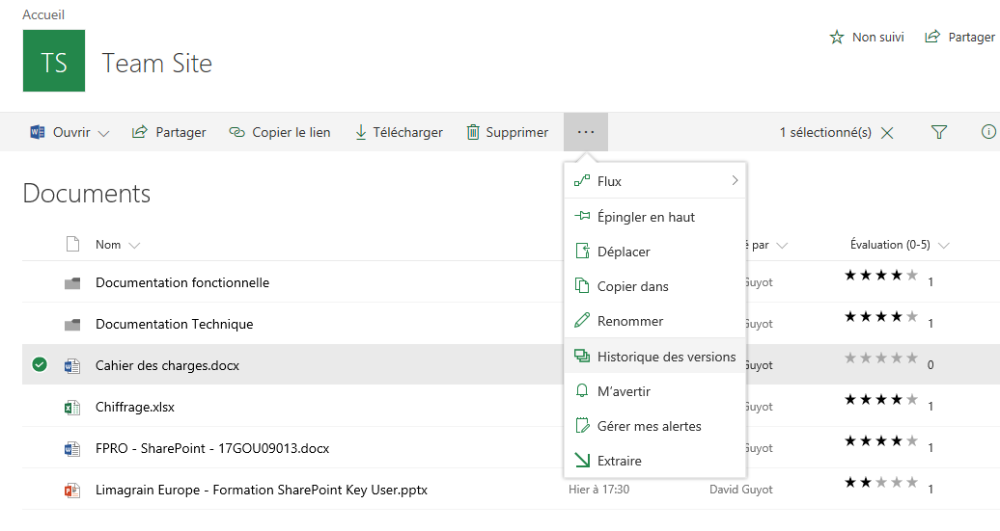 Accueil
Non suivi Partager
TS Team Site
Ouvrir Partager Copier le lien Télécharger Supprimer ... 1 sélectionné(s)
Flux
Documents
Épingler en haut
Nom é par Évaluation (0-5)
Déplacer
Documentation fonctionnelle Guyot 1
Copier dans
Documentation Technique Guyot 1
Renommer
Cahier des charges.docx Historique des versions Guyot 0
M'avertir
Chiffrage.xlsx Guyot 1
Gérer mes alertes
FPRO - SharePoint - 17GOU09013.docx Guyot 1
Extraire
Limagrain Europe - Formation SharePoint Key User.pptx Hier à 17:30 David Guyot 1